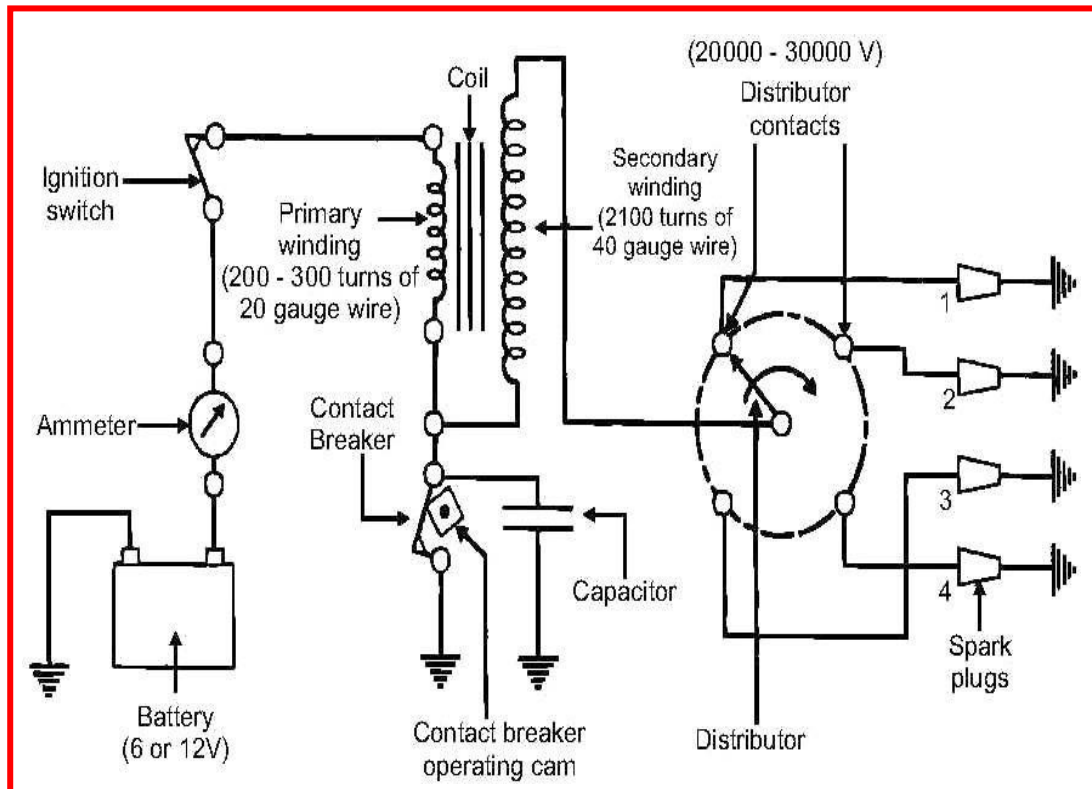 (20000 - 30000 V)
Distributor
contacts
Coil
Ignition
switch
Primary
winding
(200 - 300 turns of
20 gauge wire)
Secondary
winding
(2100 turns of
40 gauge wire)
1
2
3
4
Ammeter
Contact
Breaker
Capacitor
Spark
plugs
Battery
(6 or 12V)
Contact breaker
operating cam
Distributor